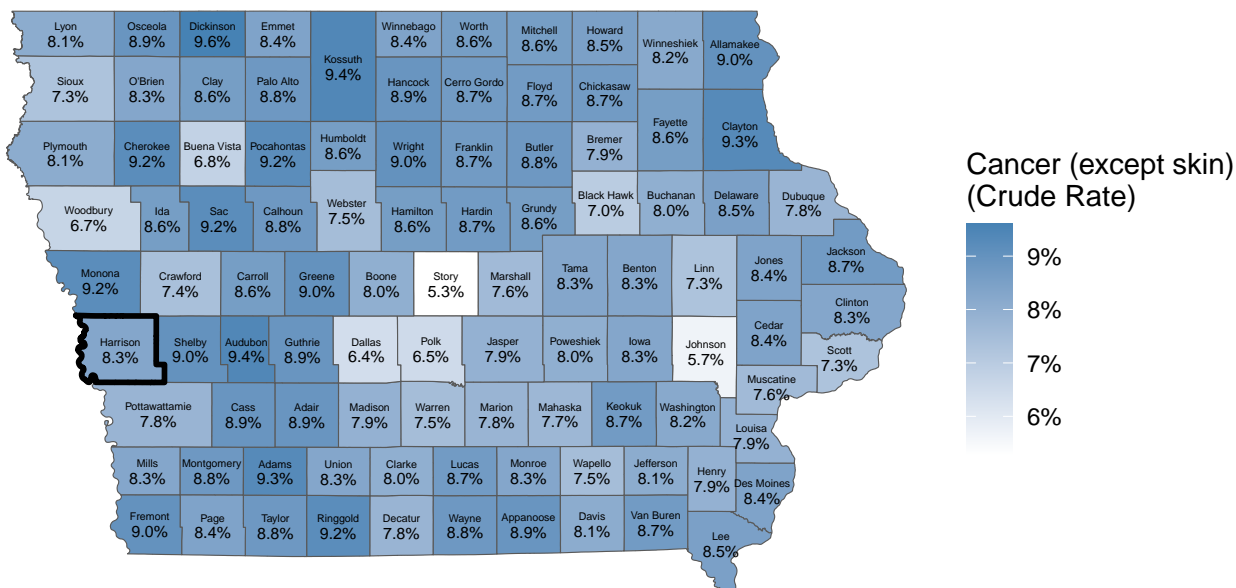 Lyon
8.1%
Osceola
8.9%
Dickinson
9.6%
Emmet
8.4%
Kossuth
9.4%
Winnebago
8.4%
Worth
8.6%
Mitchell
8.6%
Howard
8.5%
Winneshiek
8.2%
Allamakee
9.0%
Sioux
7.3%
O'Brien
8.3%
Clay
8.6%
Palo Alto
8.8%
Hancock
8.9%
Cerro Gordo
8.7%
Floyd
8.7%
Chickasaw
8.7%
Fayette
8.6%
Clayton
9.3%
Plymouth
8.1%
Cherokee
9.2%
Buena Vista
6.8%
Pocahontas
9.2%
Humboldt
8.6%
Wright
9.0%
Franklin
8.7%
Butler
8.8%
Bremer
7.9%
Woodbury
6.7%
Ida
8.6%
Sac
9.2%
Calhoun
8.8%
Webster
7.5%
Hamilton
8.6%
Hardin
8.7%
Grundy
8.6%
Black Hawk
7.0%
Buchanan
8.0%
Delaware
8.5%
Dubuque
7.8%
Monona
9.2%
Crawford
7.4%
Carroll
8.6%
Greene
9.0%
Boone
8.0%
Story
5.3%
Marshall
7.6%
Tama
8.3%
Benton
8.3%
Linn
7.3%
Jones
8.4%
Jackson
8.7%
Clinton
8.3%
Harrison
8.3%
Shelby
9.0%
Audubon
9.4%
Guthrie
8.9%
Dallas
6.4%
Polk
6.5%
Jasper
7.9%
Poweshiek
8.0%
Iowa
8.3%
Johnson
5.7%
Cedar
8.4%
Scott
7.3%
Muscatine
7.6%
Pottawattamie
7.8%
Cass
8.9%
Adair
8.9%
Madison
7.9%
Warren
7.5%
Marion
7.8%
Mahaska
7.7%
Keokuk
8.7%
Washington
8.2%
Louisa
7.9%
Mills
8.3%
Montgomery
8.8%
Adams
9.3%
Union
8.3%
Clarke
8.0%
Lucas
8.7%
Monroe
8.3%
Wapello
7.5%
Jefferson
8.1%
Henry
7.9%
Des Moines
8.4%
Fremont
9.0%
Page
8.4%
Taylor
8.8%
Ringgold
9.2%
Decatur
7.8%
Wayne
8.8%
Appanoose
8.9%
Davis
8.1%
Van Buren
8.7%
Lee
8.5%
Cancer (except skin)
(Crude Rate)
9%
8%
7%
6%